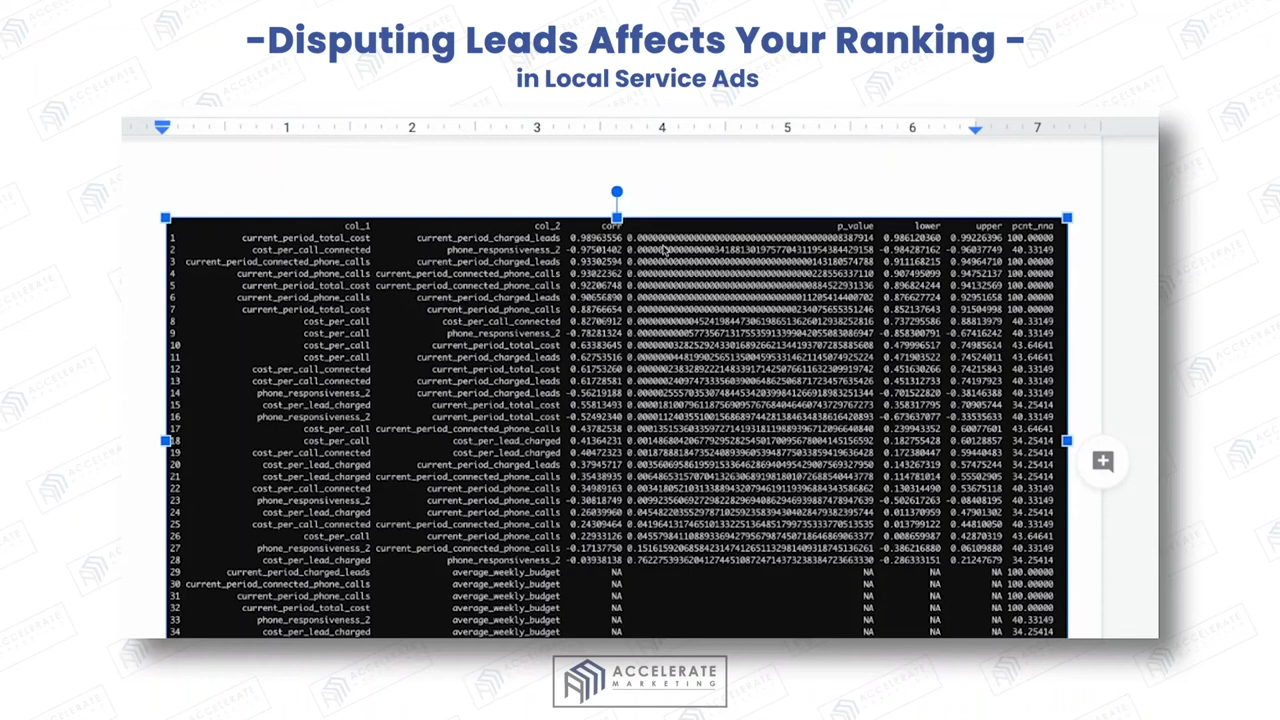 -Disputing Leads Affects Your Ranking -
in Local Service Ads
1 2 3 4 5 6 7
col_1 col_2 corr p_value lower upper pcnt_nna
1 current_period_total_cost current_period_charged_leads 0.98963556 0.986120360 0.99226396 100.00000
2 cost_per_call_connected phone_responsiveness_2 -0.97501402 -0.984287162 -0.96037749 40.33149
3 current_period_connected_phone_calls current_period_charged_leads 0.93302594 0.911168215 0.94964710 100.00000
4 current_period_phone_calls current_period_connected_phone_calls 0.93022362 0.907495099 0.94752137 100.00000
5 current_period_total_cost current_period_connected_phone_calls 0.92206748 0.896824244 0.94132569 100.00000
6 current_period_phone_calls current_period_charged_leads 0.90656890 0.876627724 0.92951658 100.00000
7 current_period_total_cost current_period_phone_calls 0.88766654 0.852137643 0.91504998 100.00000
8 cost_per_call cost_per_call_connected 0.82706912 0.737295586 0.88813979 40.33149
9 cost_per_call phone_responsiveness_2 -0.78281324 -0.858300791 -0.67416242 40.33149
10 cost_per_call current_period_total_cost 0.63383645 0.479996517 0.74985614 43.64641
11 cost_per_call current_period_charged_leads 0.62753516 0.471903522 0.74524011 43.64641
12 cost_per_call_connected current_period_total_cost 0.61753260 0.451630266 0.74215843 40.33149
13 cost_per_call_connected current_period_charged_leads 0.61728581 0.451312733 0.74197923 40.33149
14 phone_responsiveness_2 current_period_charged_leads -0.56219188 -0.701522820 -0.38146388 40.33149
15 cost_per_lead_charged current_period_total_cost 0.55813493 0.358317795 0.70905744 34.25414
16 phone_responsiveness_2 current_period_total_cost -0.52492340 -0.673637077 -0.33535633 40.33149
17 cost_per_call current_period_connected_phone_calls 0.43782538 0.239943352 0.60077601 43.64641
18 cost_per_call cost_per_lead_charged 0.41364231 0.182755428 0.60128857 34.25414
19 cost_per_call_connected cost_per_lead_charged 0.40472323 0.172380447 0.59440483 34.25414
20 cost_per_lead_charged current_period_charged_leads 0.37945717 0.143267319 0.57475244 34.25414
21 cost_per_lead_charged current_period_connected_phone_calls 0.35438935 0.114781014 0.55502905 34.25414
22 cost_per_lead_charged current_period_phone_calls 0.34989163 0.130314490 0.53675118 40.33149
23 phone_responsiveness_2 current_period_phone_calls -0.30818749 -0.502617263 -0.08408195 40.33149
24 cost_per_lead_charged current_period_phone_calls 0.26039960 0.011370959 0.47901302 34.25414
25 cost_per_call_connected current_period_connected_phone_calls 0.24309464 0.013799122 0.44810050 40.33149
26 cost_per_call current_period_phone_calls 0.22933126 0.008659987 0.42870314 43.64641
27 phone_responsiveness_2 current_period_connected_phone_calls -0.17137750 -0.386216880 0.06109880 40.33149
28 cost_per_lead_charged phone_responsiveness_2 -0.03938138 -0.286333151 0.21247679 34.25414
29 current_period_charged_leads average_weekly_budget NA NA NA NA 100.00000
30 current_period_connected_phone_calls average_weekly_budget NA NA NA NA 100.00000
31 current_period_phone_calls average_weekly_budget NA NA NA NA 100.00000
32 current_period_total_cost average_weekly_budget NA NA NA NA 100.00000
33 phone_responsiveness_2 average_weekly_budget NA NA NA NA 40.33149
34 cost_per_lead_charged average_weekly_budget NA NA NA NA 34.25414
ACCELERATE
MARKETING